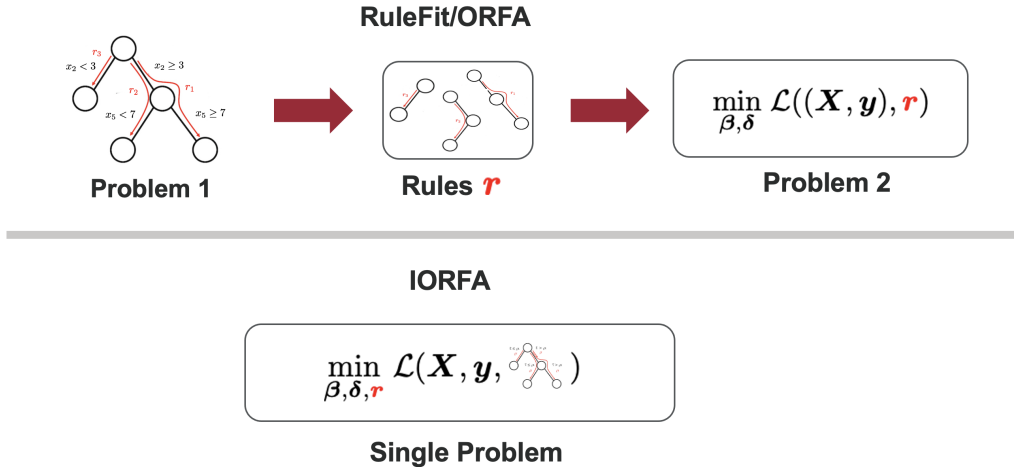 RuleFit/ORFA
r₃
x₂ < 3
x₂ ≥ 3
r₂
r₁
x₅ < 7
x₅ ≥ 7
min 𝓛((X, y), r)
β,δ
Problem 1
Rules r
Problem 2
IORFA
min 𝓛(X, y, )
β,δ,r
Single Problem